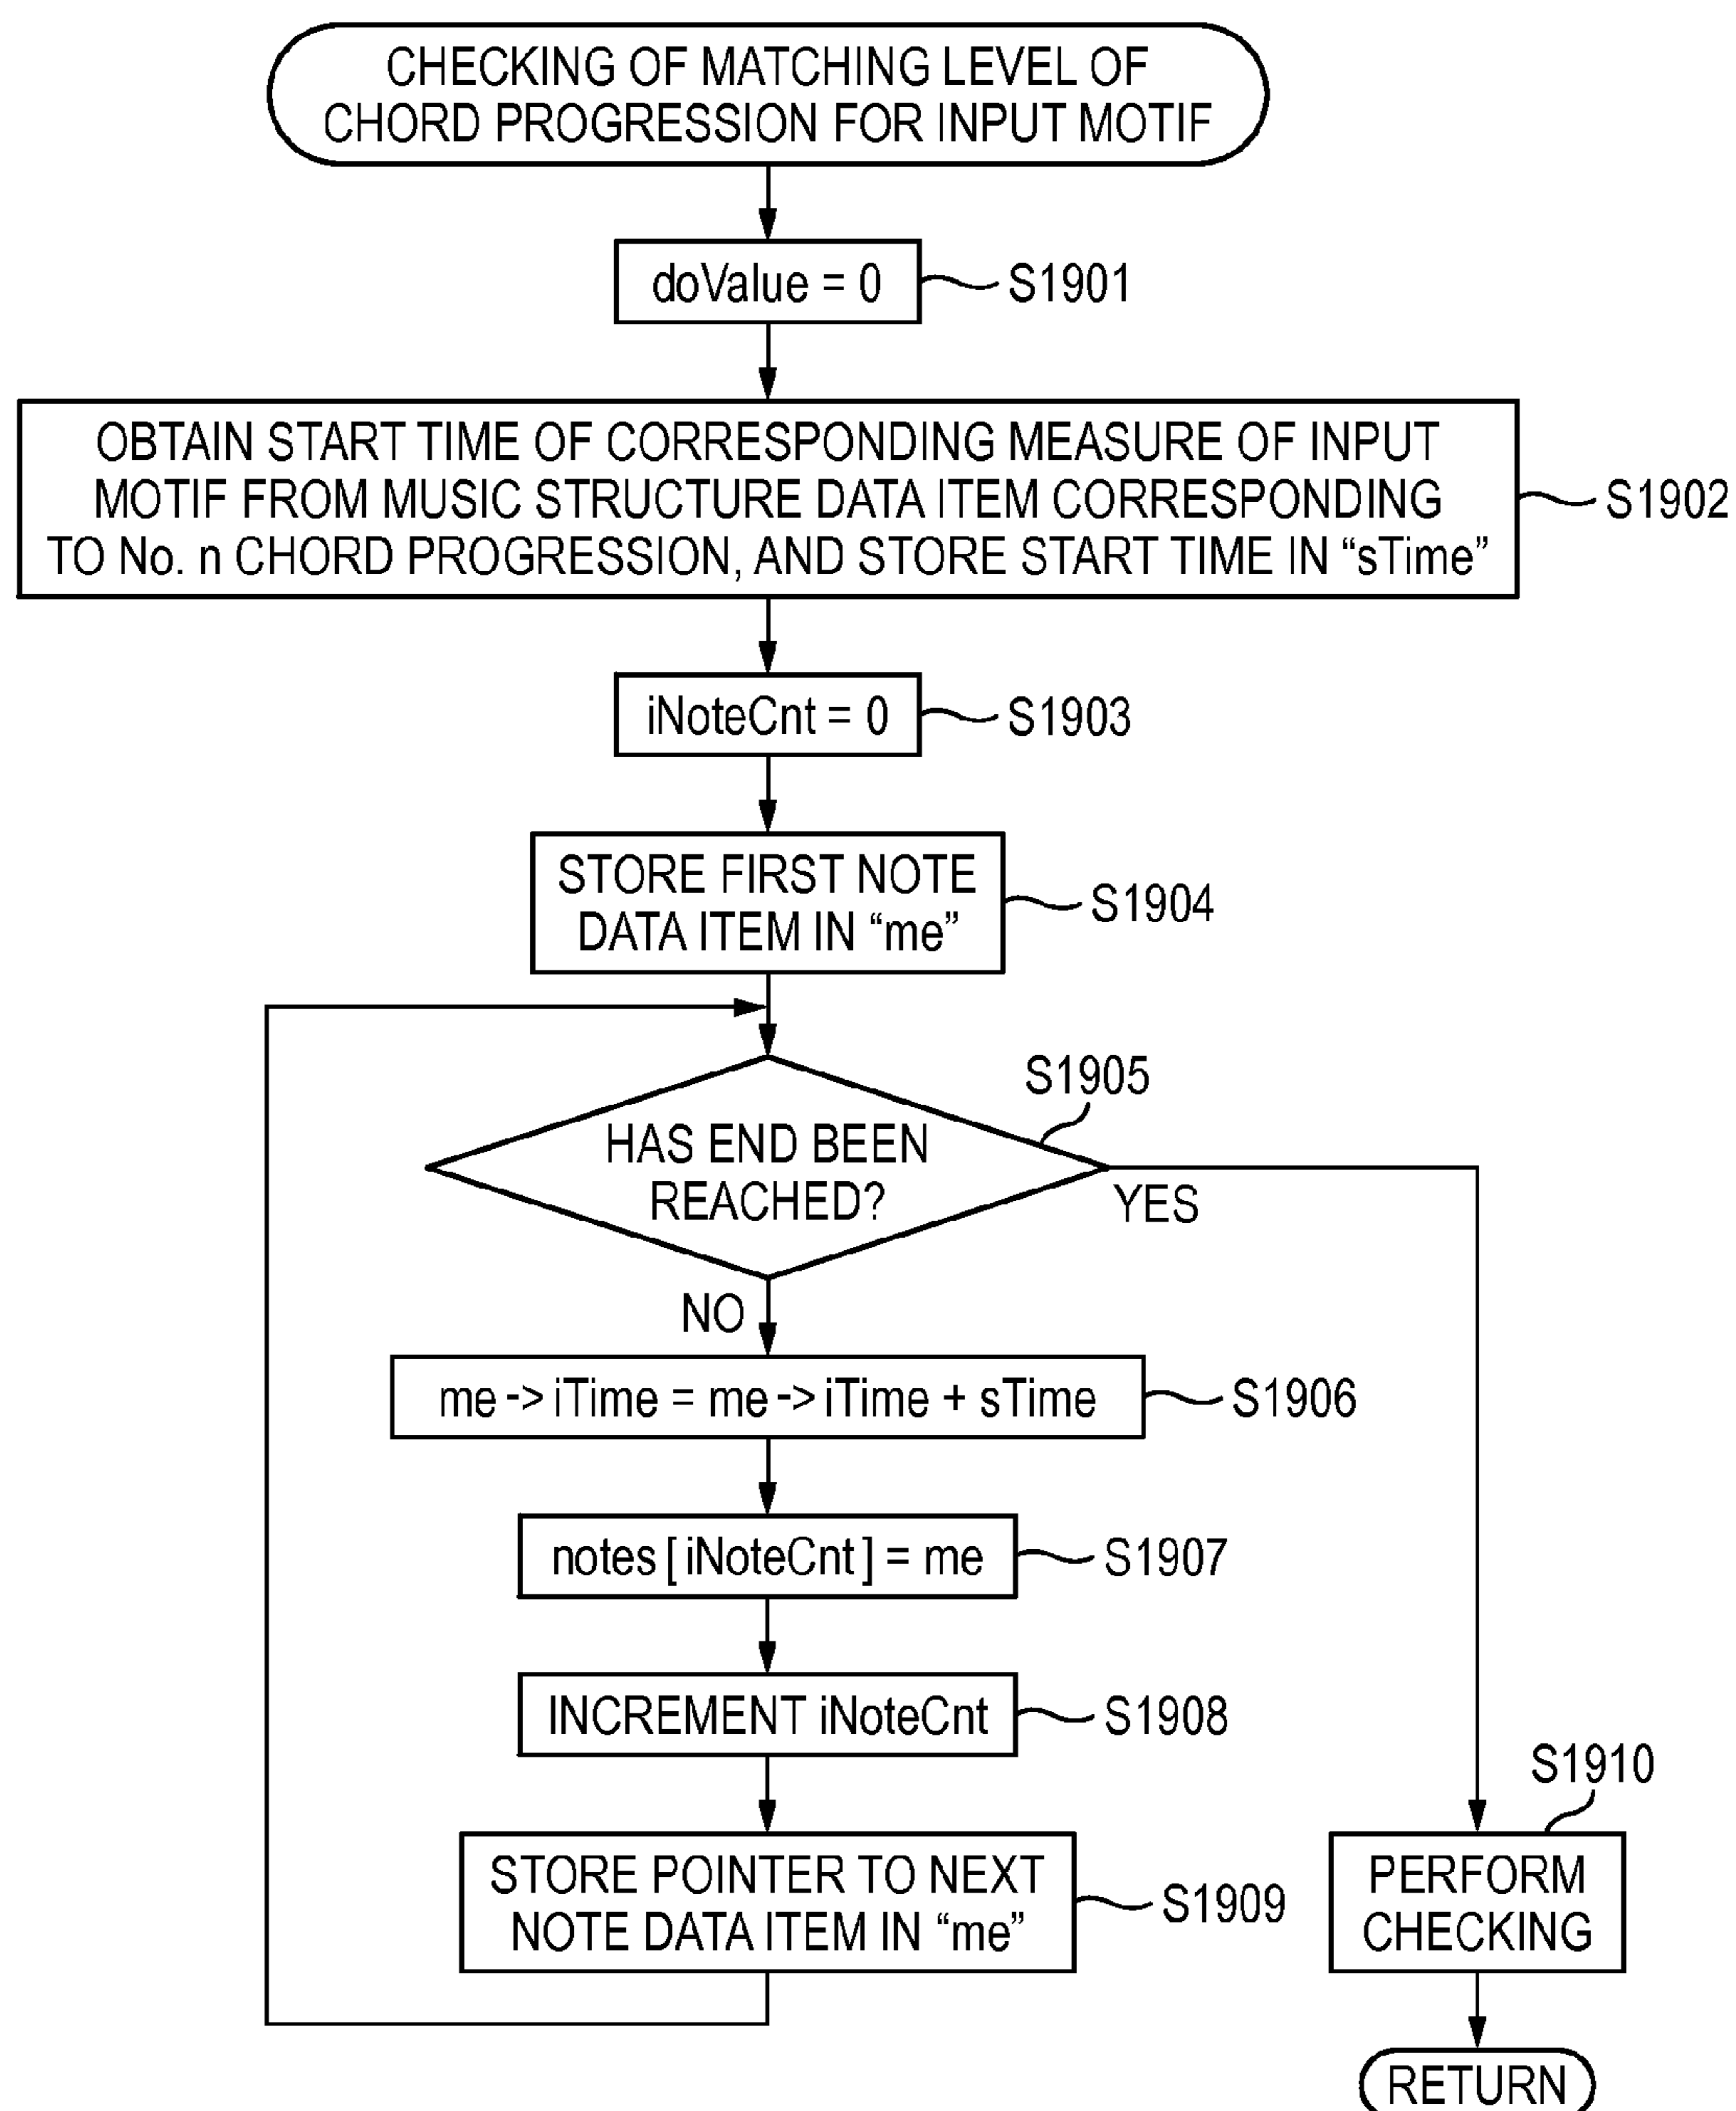 CHECKING OF MATCHING LEVEL OF
CHORD PROGRESSION FOR INPUT MOTIF
doValue = 0
S1901
OBTAIN START TIME OF CORRESPONDING MEASURE OF INPUT
MOTIF FROM MUSIC STRUCTURE DATA ITEM CORRESPONDING
TO No. n CHORD PROGRESSION, AND STORE START TIME IN “sTime”
S1902
iNoteCnt = 0
S1903
STORE FIRST NOTE
DATA ITEM IN “me”
S1904
S1905
HAS END BEEN
REACHED?
YES
NO
me -> iTime = me -> iTime + sTime
S1906
notes [ iNoteCnt ] = me
S1907
INCREMENT iNoteCnt
S1908
STORE POINTER TO NEXT
NOTE DATA ITEM IN “me”
S1909
S1910
PERFORM
CHECKING
RETURN